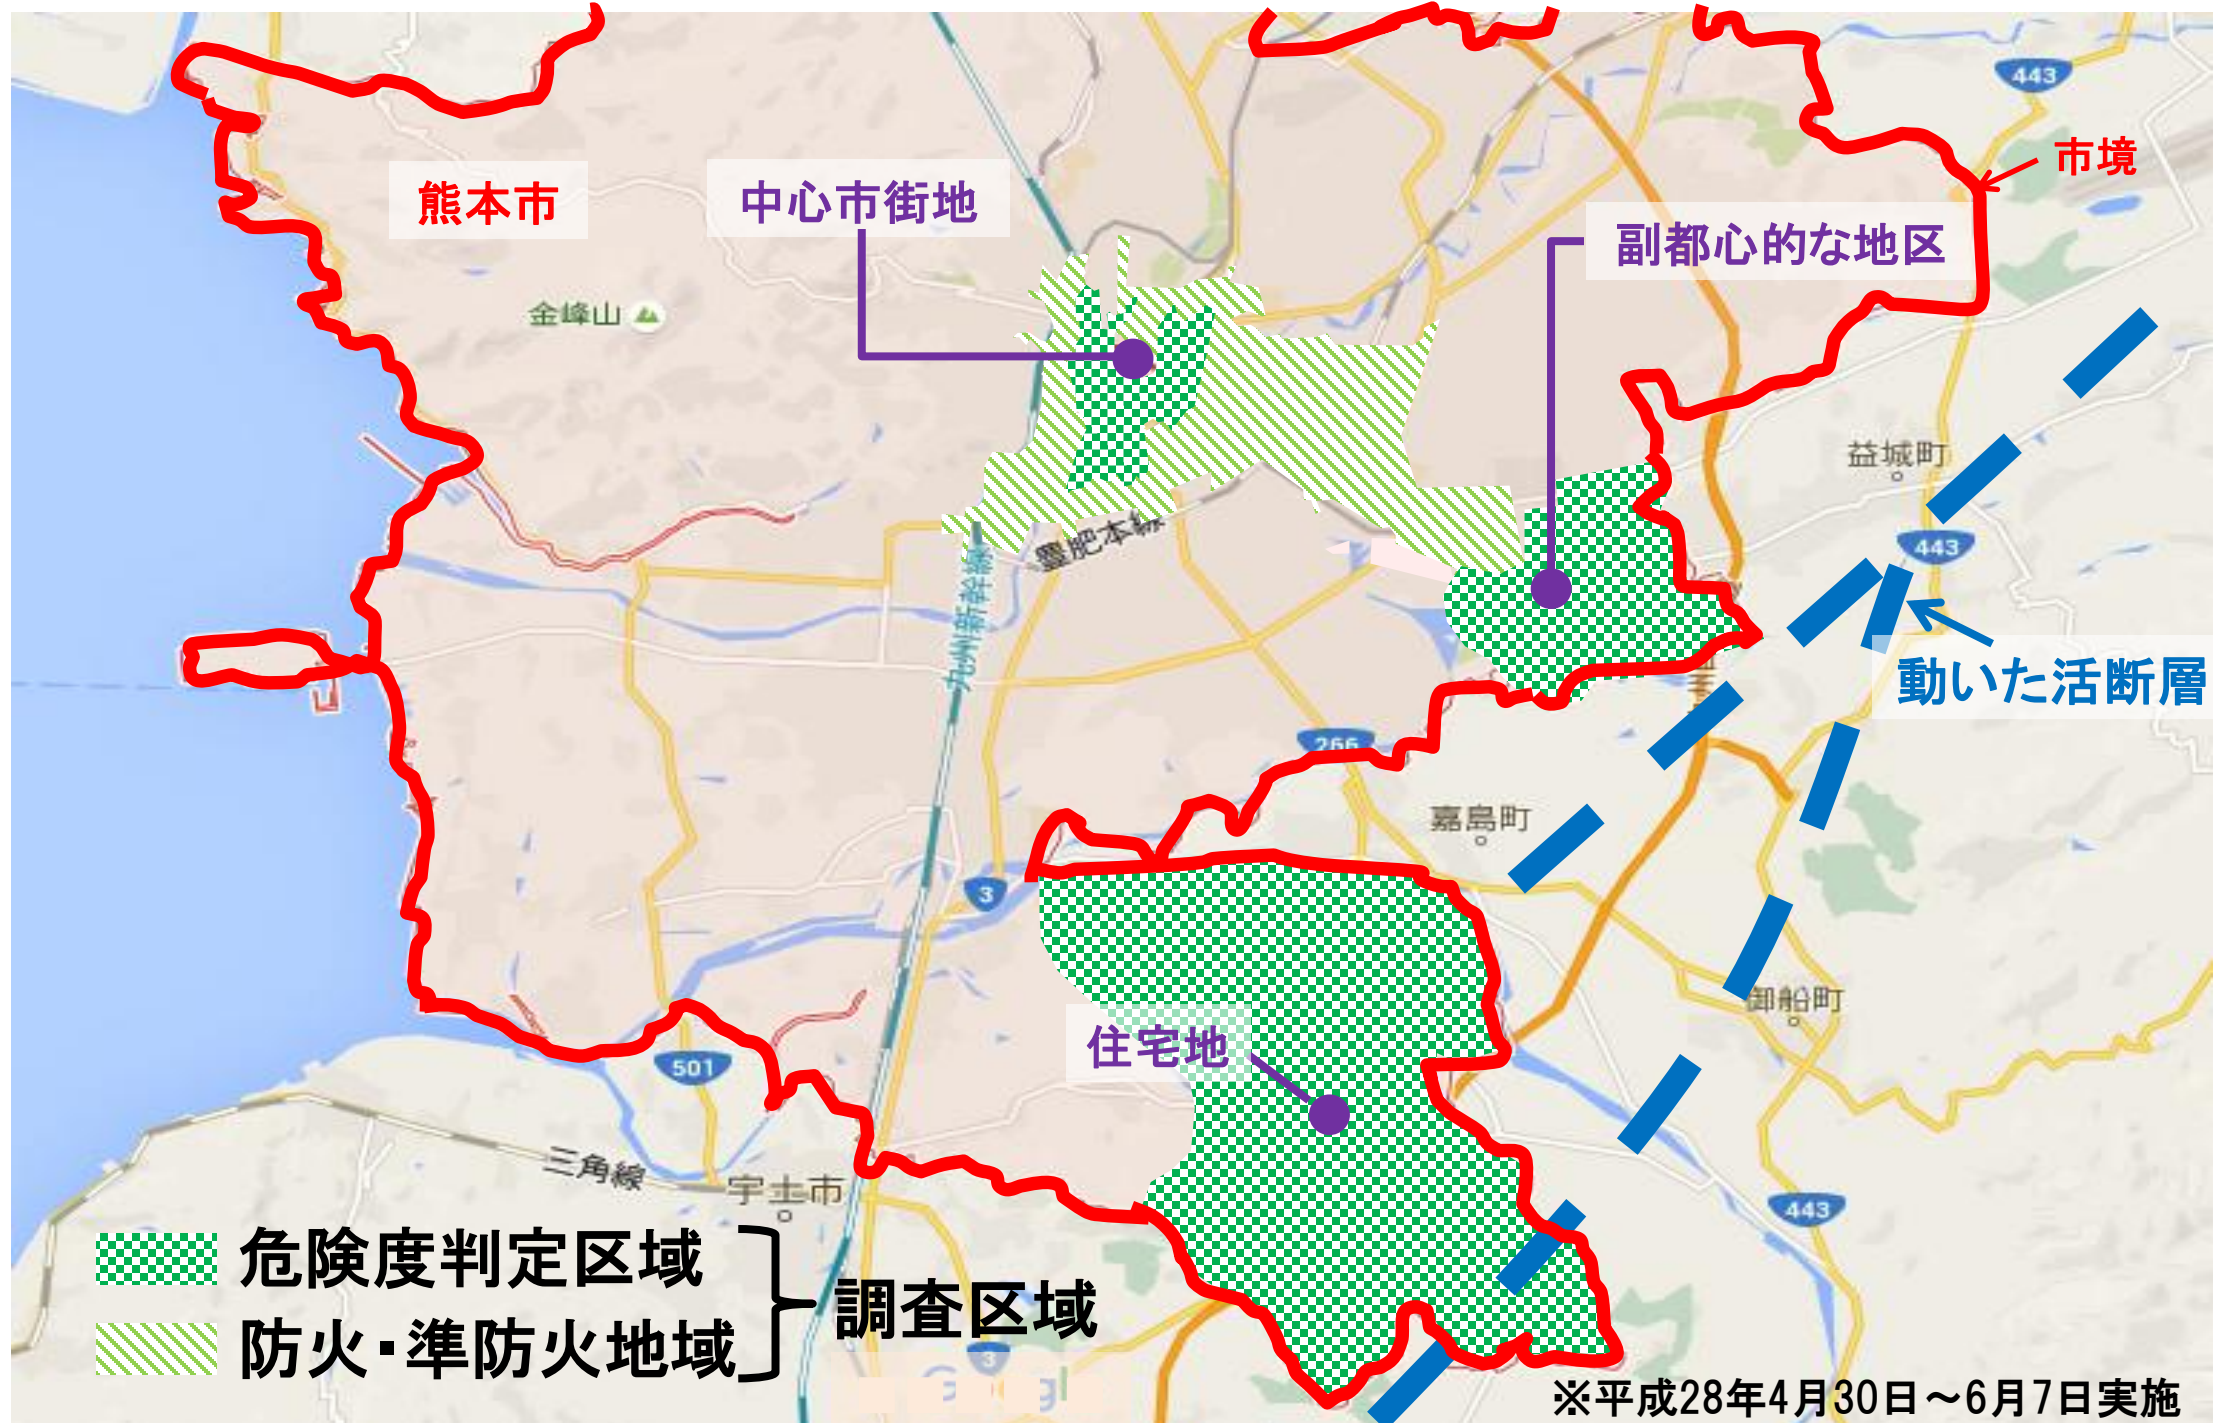 443
市境
熊本市
中心市街地
副都心的な地区
金峰山
益城町
豊肥本線
443
九州新幹線
動いた活断層
266
嘉島町
3
御船町
住宅地
501
三角線
宇土市
443
危険度判定区域
防火・準防火地域
調査区域
3
※平成28年4月30日～6月7日実施